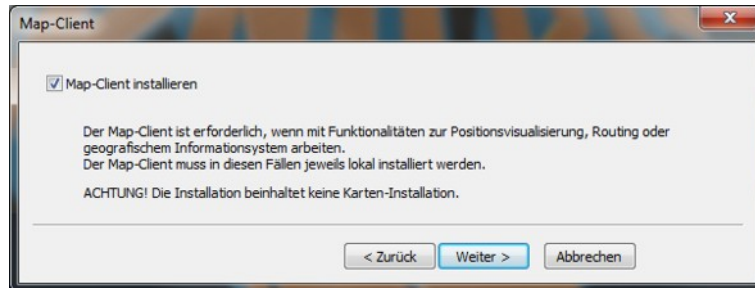 Map-Client
Map-Client installieren
Der Map-Client ist erforderlich, wenn mit Funktionalitäten zur Positionsvisualisierung, Routing oder
geografischem Informationsystem arbeiten.
Der Map-Client muss in diesen Fällen jeweils lokal installiert werden.
ACHTUNG! Die Installation beinhaltet keine Karten-Installation.
< Zurück Weiter > Abbrechen